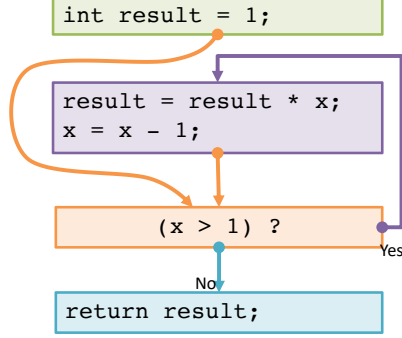 int result = 1;
result = result * x;
x = x - 1;
(x > 1) ?
Yes
No
return result;